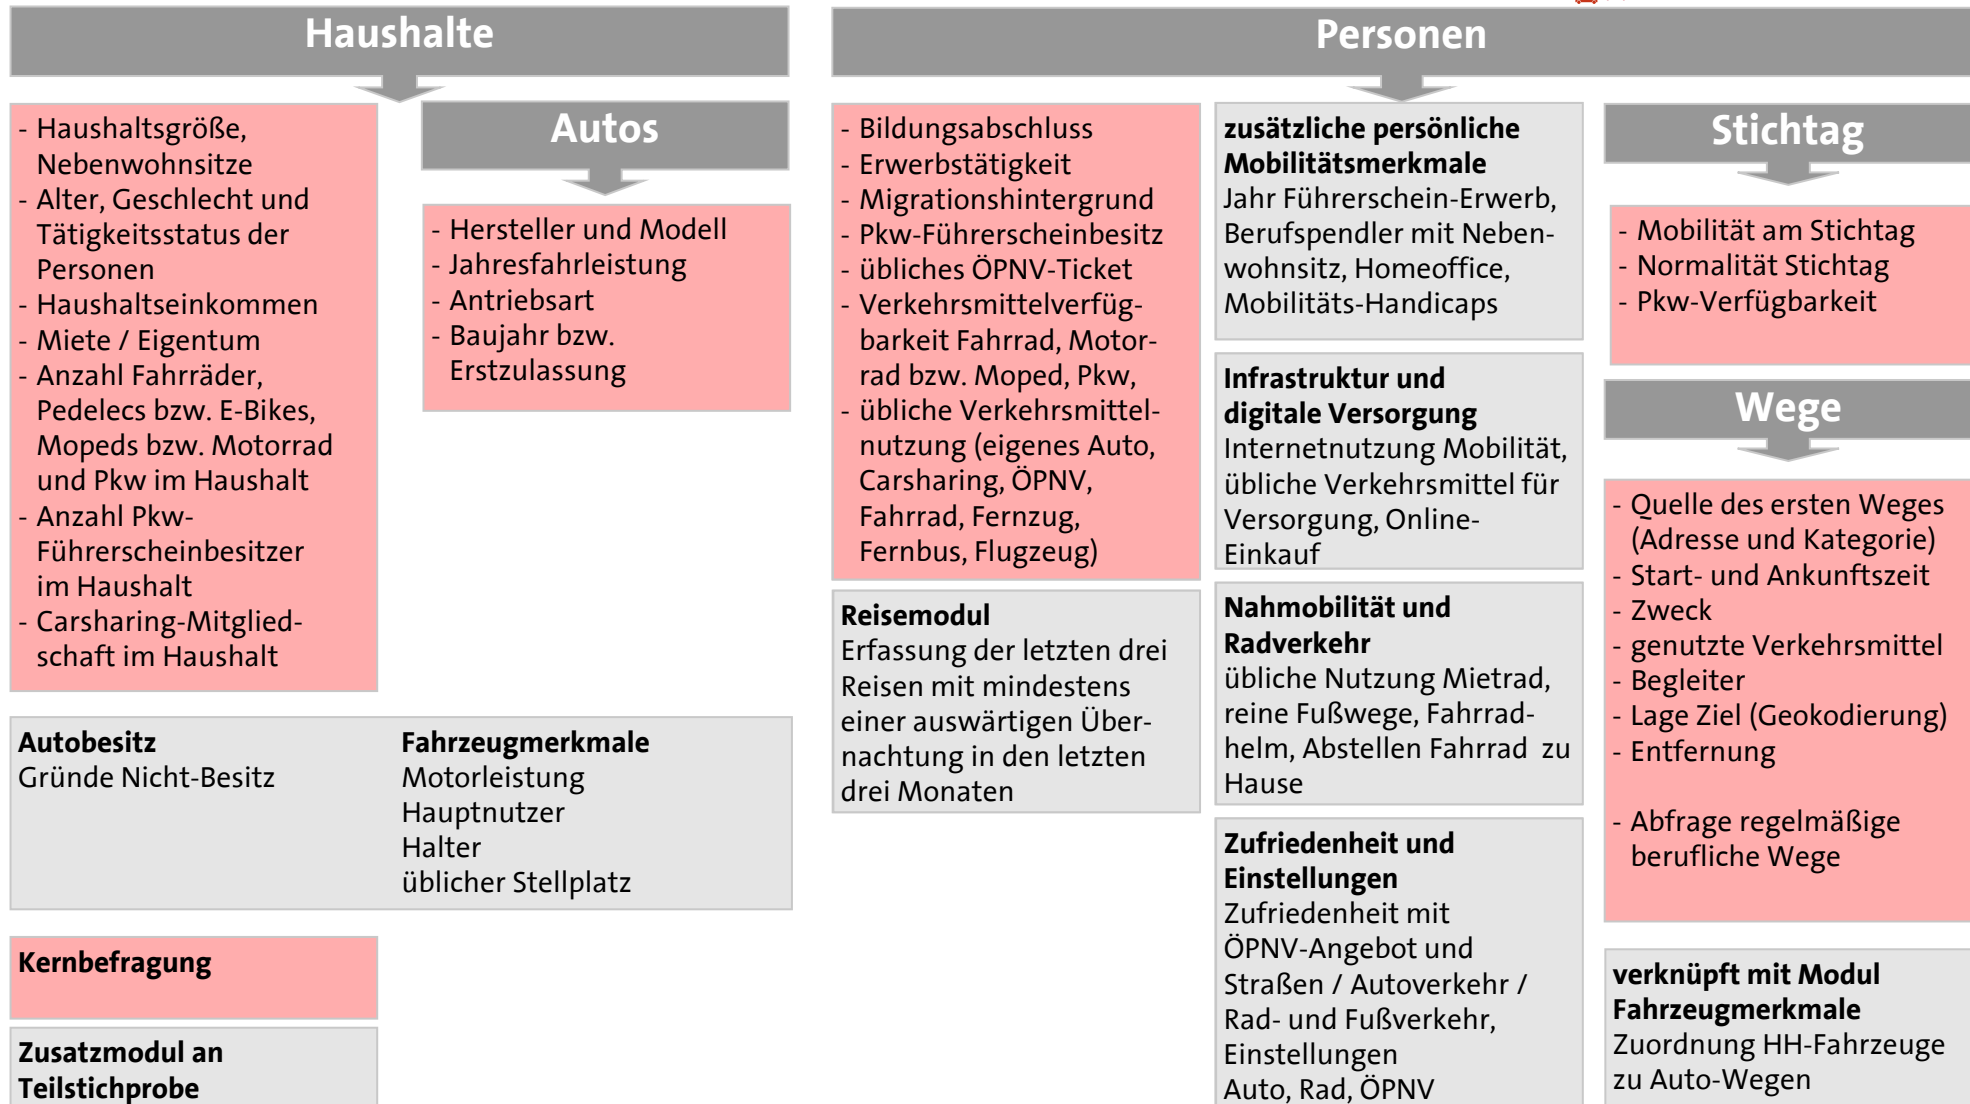 Haushalte
- Haushaltsgröße,
Nebenwohnsitze
- Alter, Geschlecht und
Tätigkeitsstatus der
Personen
- Haushaltseinkommen
- Miete / Eigentum
- Anzahl Fahrräder,
Pedelecs bzw. E-Bikes,
Mopeds bzw. Motorrad
und Pkw im Haushalt
- Anzahl Pkw-
Führerscheinbesitzer
im Haushalt
- Carsharing-Mitglied-
schaft im Haushalt
Autos
- Hersteller und Modell
- Jahresfahrleistung
- Antriebsart
- Baujahr bzw.
Erstzulassung
Autobesitz
Gründe Nicht-Besitz
Fahrzeugmerkmale
Motorleistung
Hauptnutzer
Halter
üblicher Stellplatz
Kernbefragung
Zusatzmodul an
Teilstichprobe
Personen
- Bildungsabschluss
- Erwerbstätigkeit
- Migrationshintergrund
- Pkw-Führerscheinbesitz
- übliches ÖPNV-Ticket
- Verkehrsmittelverfüg-
barkeit Fahrrad, Motor-
rad bzw. Moped, Pkw,
- übliche Verkehrsmittel-
nutzung (eigenes Auto,
Carsharing, ÖPNV,
Fahrrad, Fernzug,
Fernbus, Flugzeug)
Reisemodul
Erfassung der letzten drei
Reisen mit mindestens
einer auswärtigen Über-
nachtung in den letzten
drei Monaten
zusätzliche persönliche
Mobilitätsmerkmale
Jahr Führerschein-Erwerb,
Berufspendler mit Neben-
wohnsitz, Homeoffice,
Mobilitäts-Handicaps
Infrastruktur und
digitale Versorgung
Internetnutzung Mobilität,
übliche Verkehrsmittel für
Versorgung, Online-
Einkauf
Nahmobilität und
Radverkehr
übliche Nutzung Mietrad,
reine Fußwege, Fahrrad-
helm, Abstellen Fahrrad zu
Hause
Zufriedenheit und
Einstellungen
Zufriedenheit mit
ÖPNV-Angebot und
Straßen / Autoverkehr /
Rad- und Fußverkehr,
Einstellungen
Auto, Rad, ÖPNV
Stichtag
- Mobilität am Stichtag
- Normalität Stichtag
- Pkw-Verfügbarkeit
Wege
- Quelle des ersten Weges
(Adresse und Kategorie)
- Start- und Ankunftszeit
- Zweck
- genutzte Verkehrsmittel
- Begleiter
- Lage Ziel (Geokodierung)
- Entfernung
- Abfrage regelmäßige
berufliche Wege
verknüpft mit Modul
Fahrzeugmerkmale
Zuordnung HH-Fahrzeuge
zu Auto-Wegen